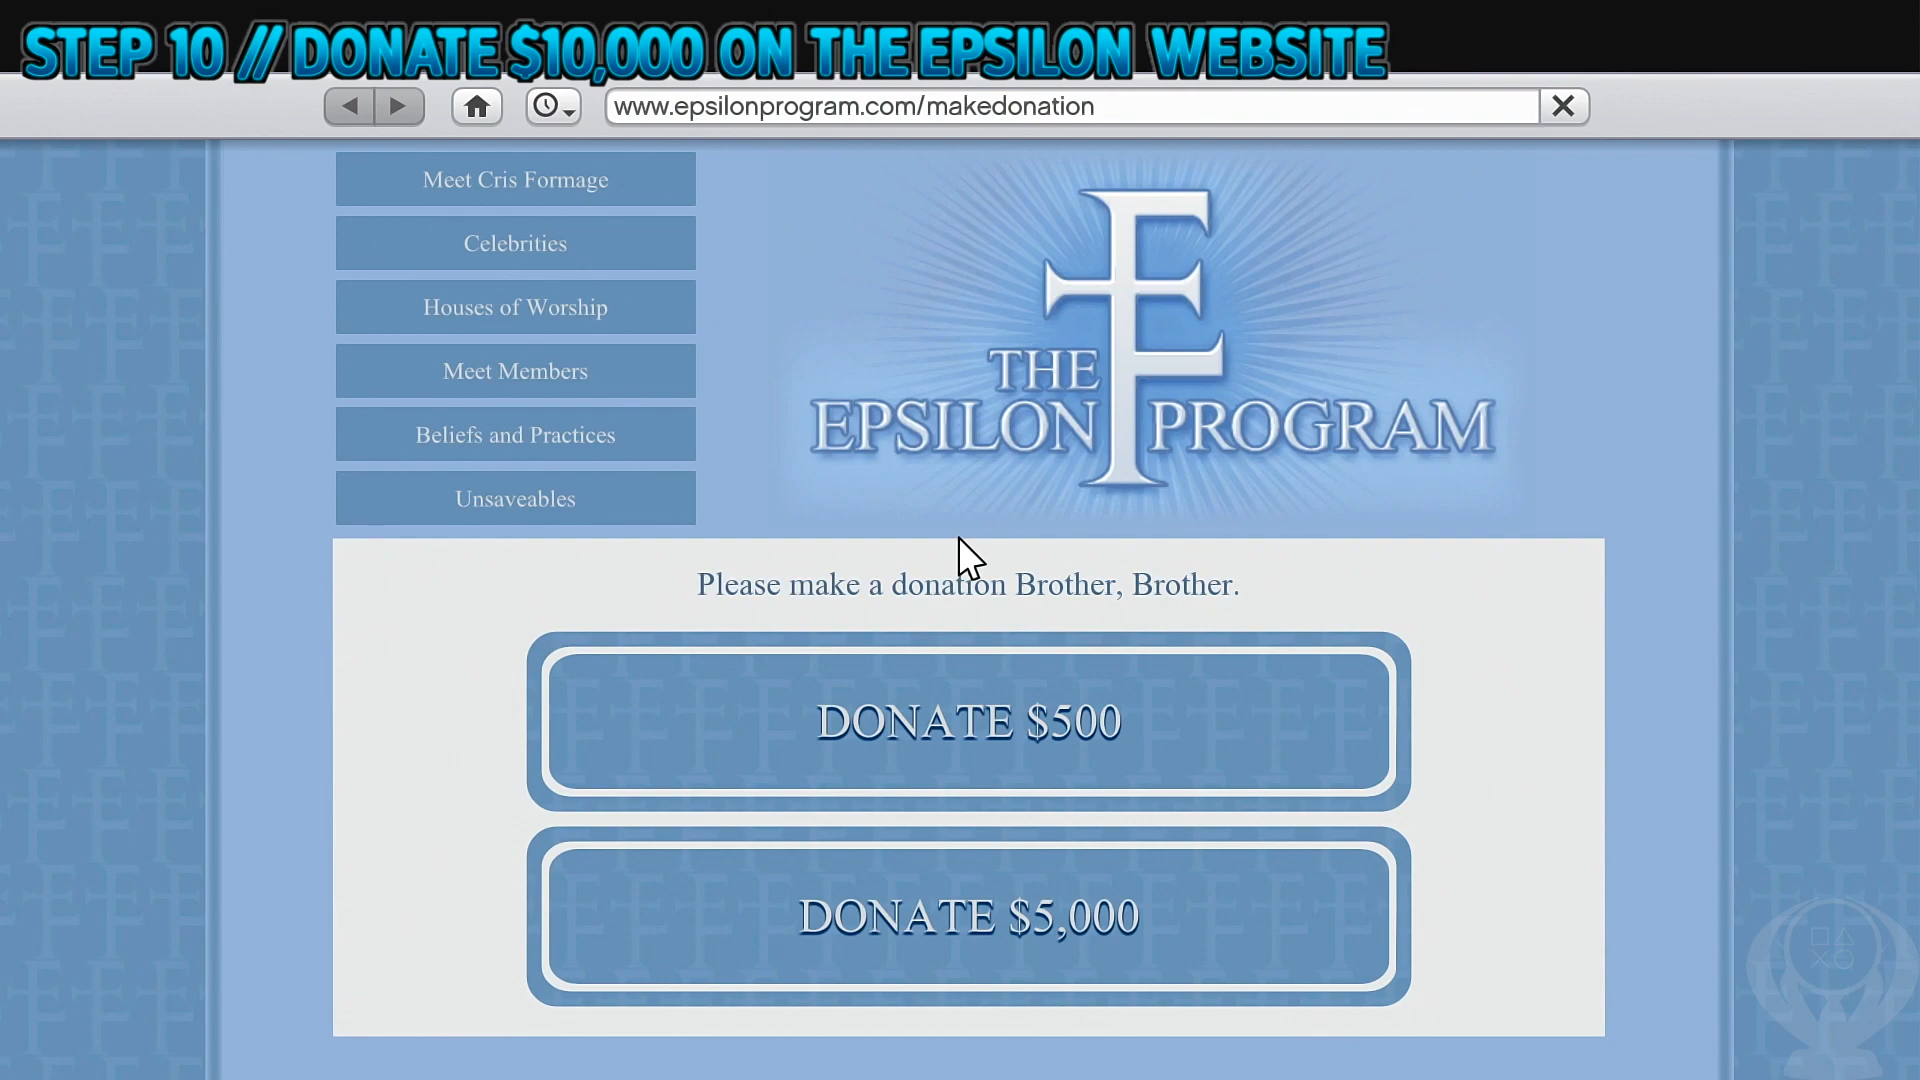 STEP 10 // DONATE $10,000 ON THE EPSILON WEBSITE
www.epsilonprogram.com/makedonation
Meet Cris Formage
Celebrities
Houses of Worship
Meet Members
Beliefs and Practices
Unsaveables
THE
EPSILON PROGRAM
Please make a donation Brother, Brother.
DONATE $500
DONATE $5,000